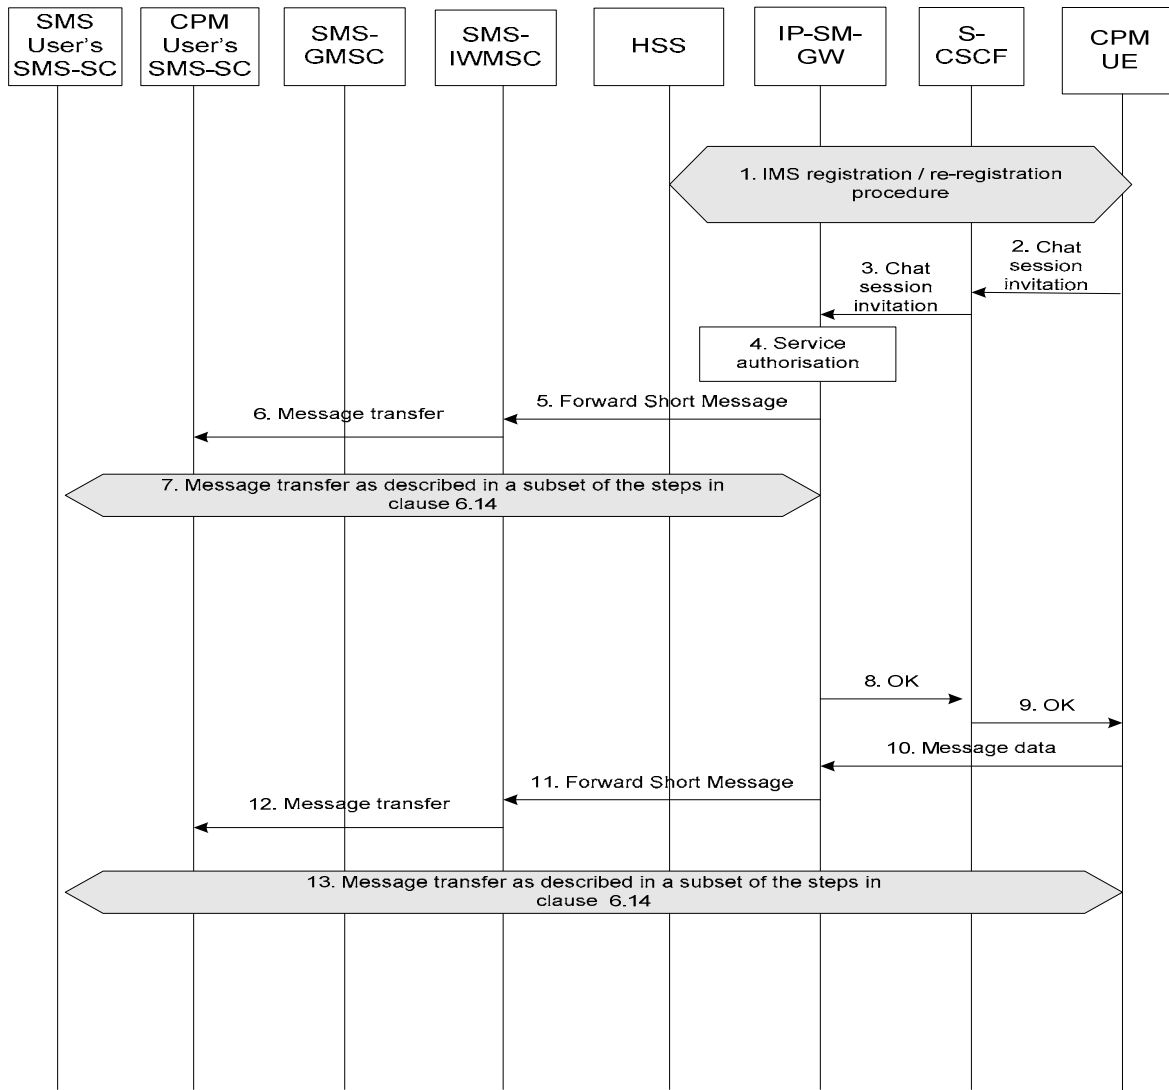 SMS
User's
SMS-SC
CPM
User's
SMS-SC
SMS-
GMSC
SMS-
IWMSC
HSS
IP-SM-
GW
S-
CSCF
CPM
UE
1. IMS registration / re-registration
procedure
2. Chat
session
invitation
3. Chat
session
invitation
4. Service
authorisation
5. Forward Short Message
6. Message transfer
7. Message transfer as described in a subset of the steps in
clause 6.14
8. OK
9. OK
10. Message data
11. Forward Short Message
12. Message transfer
13. Message transfer as described in a subset of the steps in
clause 6.14